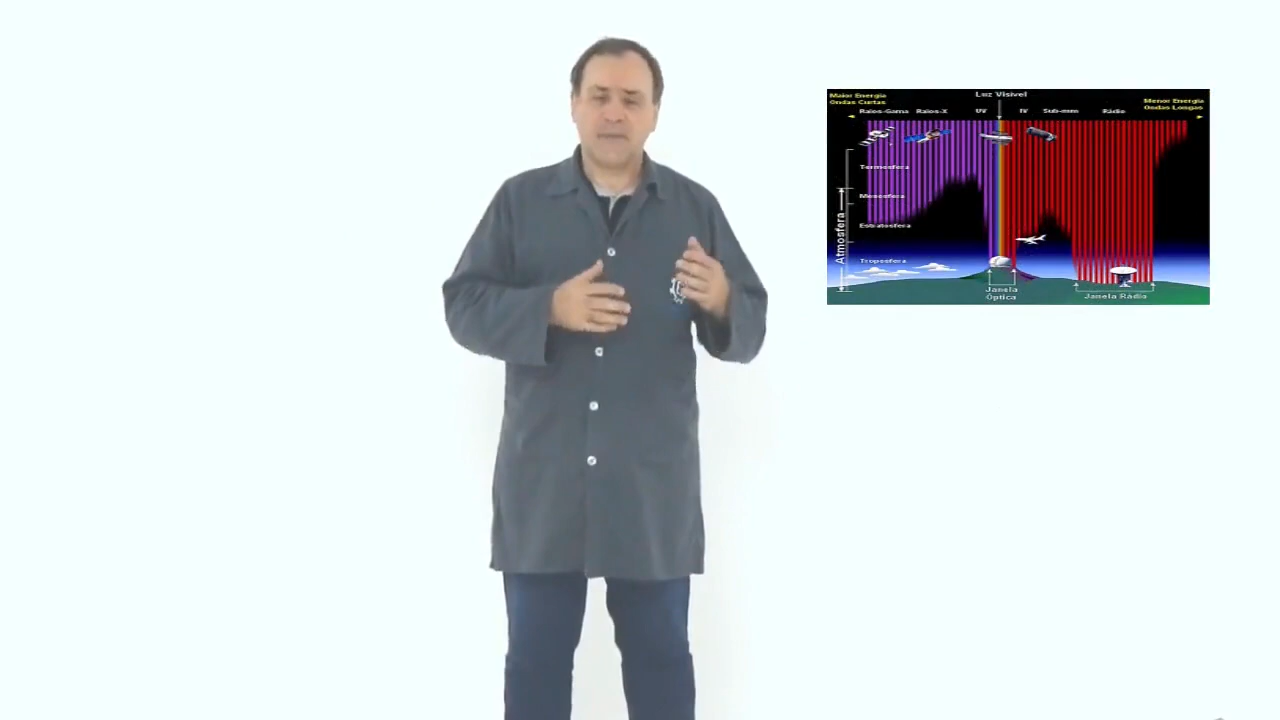 Luz Visível
Maior Energia
Ondas Curtas
Menor Energia
Ondas Longas
Raios-Gama Raios-X UV IV Sub-mm Rádio
Termosfera
Mesosfera
Estratosfera
Atmosfera
Troposfera
Janela
Óptica
Janela Rádio